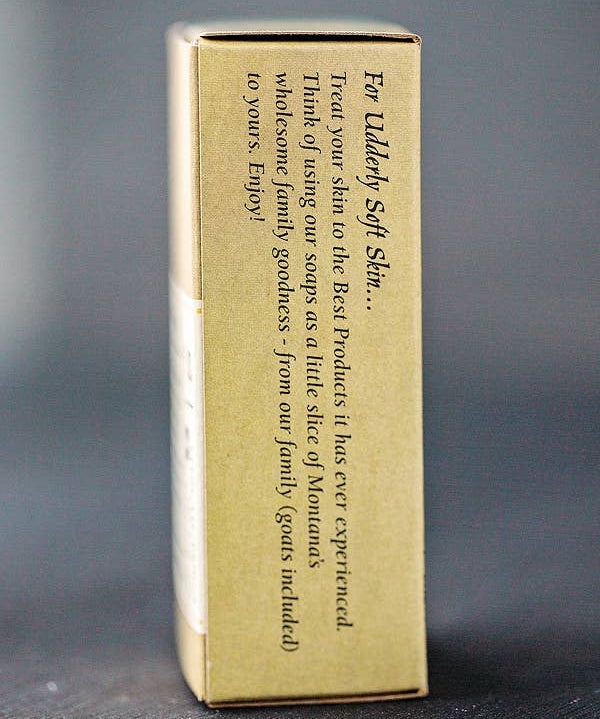 For Udderly Soft Skin...
Treat your skin to the Best Products it has ever experienced.
Think of using our soaps as a little slice of Montana's
wholesome family goodness - from our family (goats included)
to yours. Enjoy!